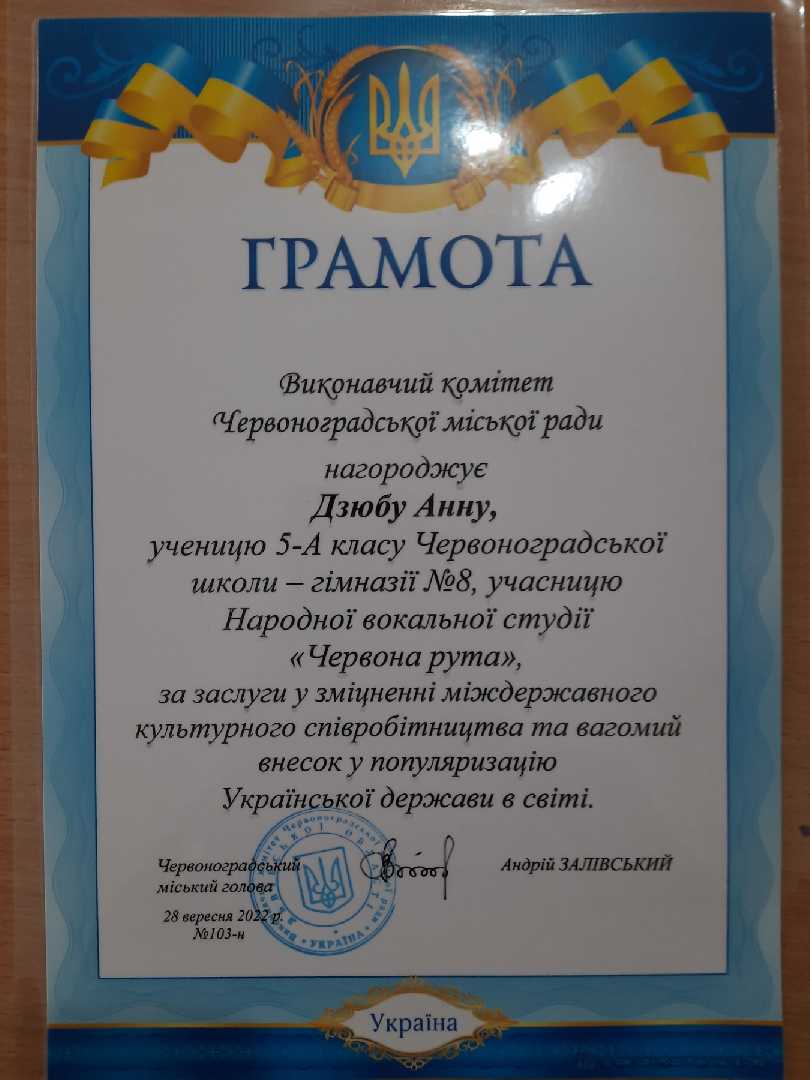 ГРАМОТА
Виконавчий комітет
Червоноградської міської ради
нагороджує
Дзюбу Анну,
ученицю 5-А класу Червоноградської
школи – гімназії №8, учасницю
Народної вокальної студії
«Червона рута»,
за заслуги у зміцненні міждержавного
культурного співробітництва та вагомий
внесок у популяризацію
Української держави в світі.
Червоноградський
міський голова
Андрій ЗАЛІВСЬКИЙ
28 вересня 2022 р.
№103-н
УКРАЇНА
Україна